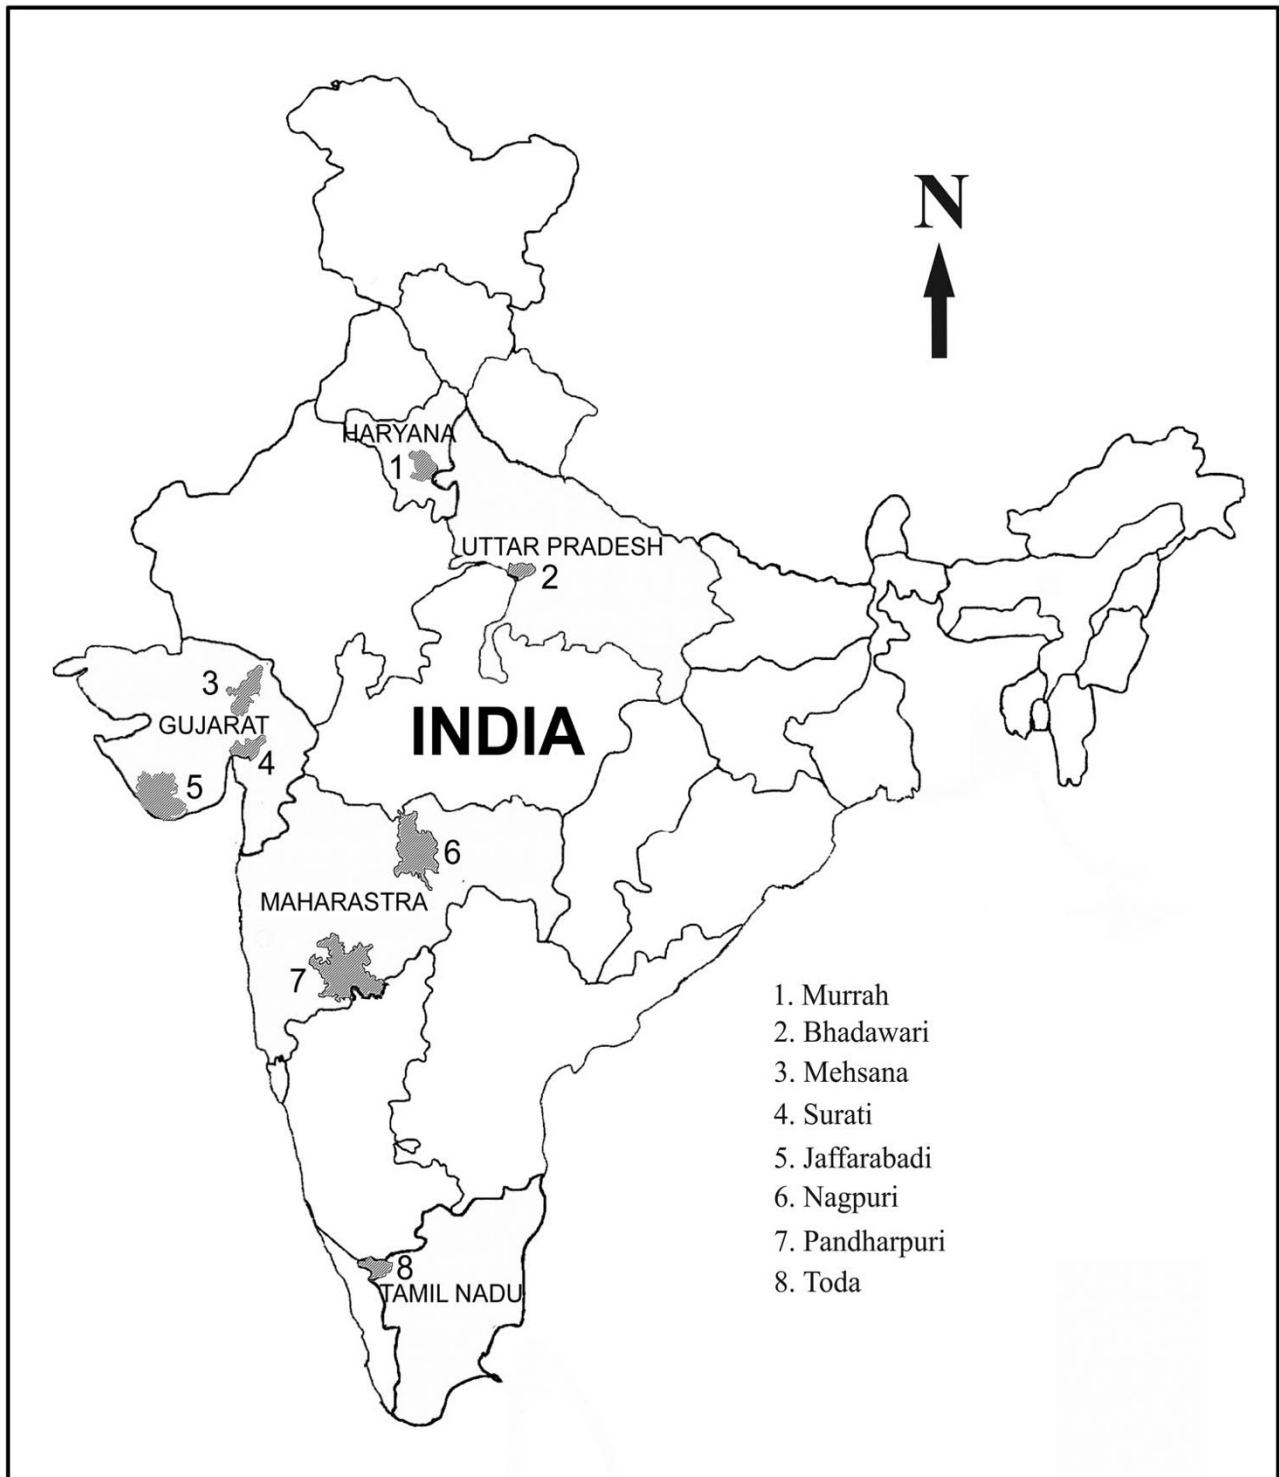 N
HARYANA
1
UTTAR PRADESH
2
3
GUJARAT
4
5
INDIA
6
MAHARASTRA
7
1. Murrah
2. Bhadawari
3. Mehsana
4. Surati
5. Jaffarabadi
6. Nagpuri
7. Pandharpuri
8. Toda
8
TAMIL NADU